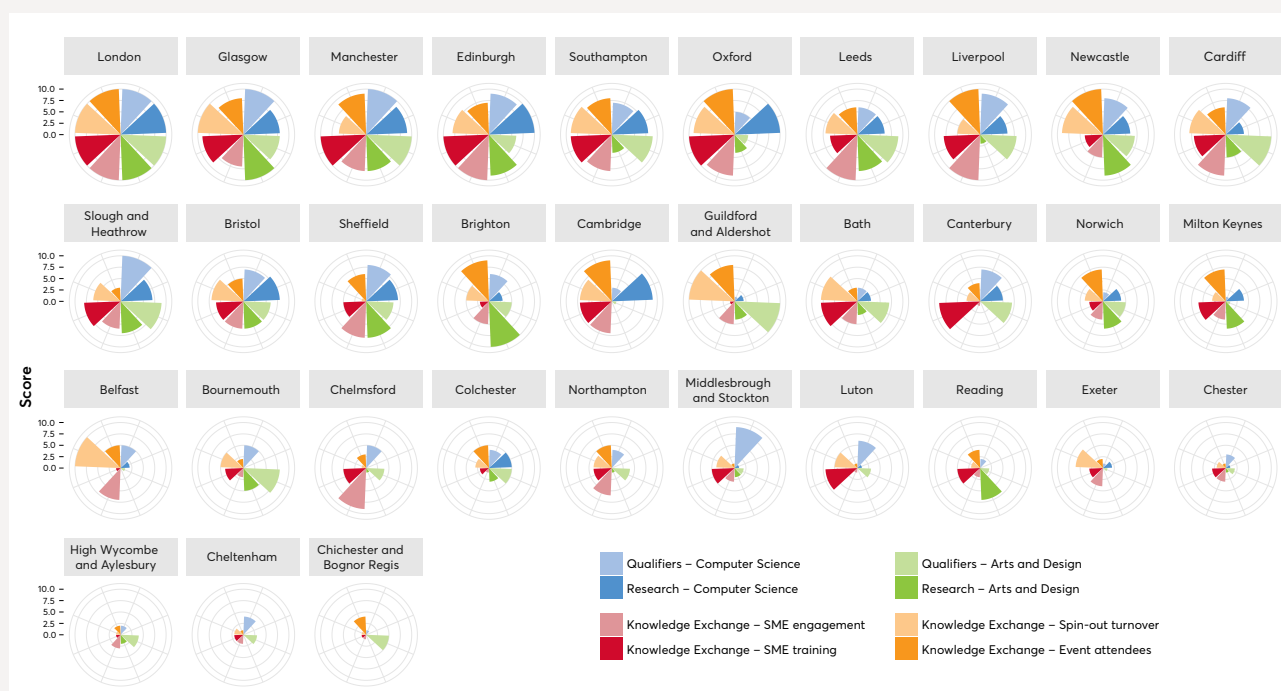 London
Glasgow
Manchester
Edinburgh
Southampton
Oxford
Leeds
Liverpool
Newcastle
Cardiff
10.0
7.5
5.0
2.5
0.0
Slough and
Heathrow
Bristol
Sheffield
Brighton
Cambridge
Guildford
and Aldershot
Bath
Canterbury
Norwich
Milton Keynes
10.0
7.5
5.0
2.5
0.0
Score
Belfast
Bournemouth
Chelmsford
Colchester
Northampton
Middlesbrough
and Stockton
Luton
Reading
Exeter
Chester
10.0
7.5
5.0
2.5
0.0
High Wycombe
and Aylesbury
Cheltenham
Chichester and
Bognor Regis
10.0
7.5
5.0
2.5
0.0
Qualifiers – Computer Science
Research – Computer Science
Knowledge Exchange – SME engagement
Knowledge Exchange – SME training
Qualifiers – Arts and Design
Research – Arts and Design
Knowledge Exchange – Spin-out turnover
Knowledge Exchange – Event attendees